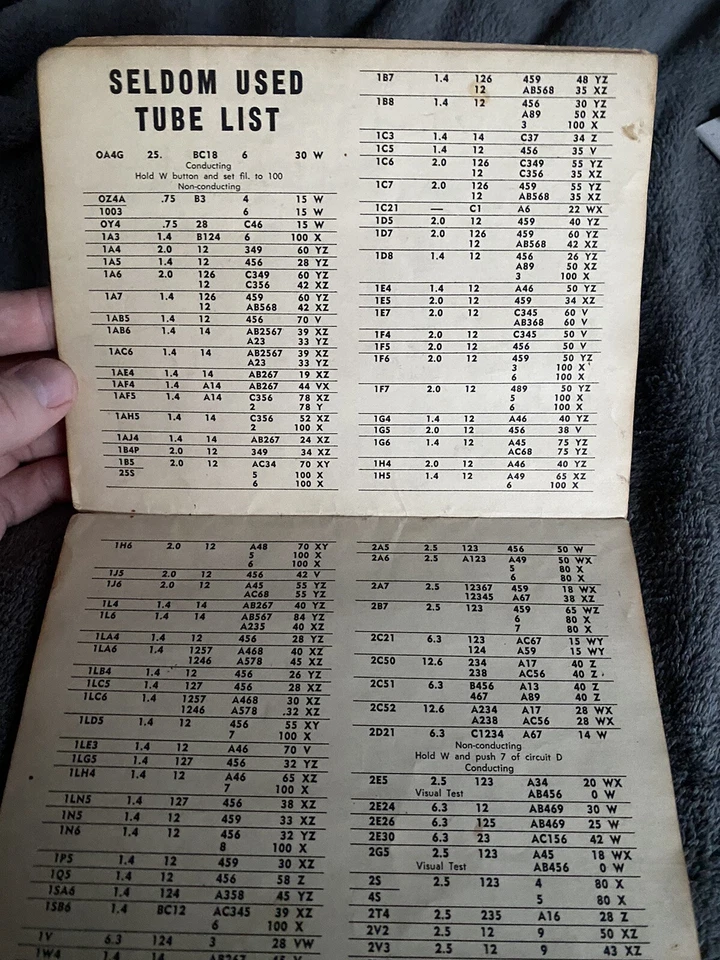 SELDOM USED
TUBE LIST
OA4G 25. BC18 6 30 W
Conducting
Hold W button and set fil. to 100
Non-conducting
OZ4A .75 B3 4 15 W
1003 6 15 W
OY4 .75 28 C46 15 W
1A3 1.4 B124 6 100 X
1A4 2.0 12 349 60 YZ
1A5 1.4 12 456 28 YZ
1A6 2.0 126 C349 60 YZ
12 C356 42 XZ
1A7 1.4 126 459 60 YZ
12 AB568 42 XZ
1AB5 1.4 12 456 70 V
1AB6 1.4 14 AB2567 39 XZ
A23 33 YZ
1AC6 1.4 14 AB2567 39 XZ
A23 33 YZ
1AE4 1.4 14 AB267 19 XZ
1AF4 1.4 A14 AB267 44 VX
1AF5 1.4 A14 C356 78 XZ
2 78 Y
1AH5 1.4 14 C356 52 XZ
2 100 X
1AJ4 1.4 14 AB267 24 XZ
1B4P 2.0 12 349 34 XZ
1B5 2.0 12 AC34 70 XY
25S 5 100 X
6 100 X
1B7 1.4 126 459 48 YZ
12 AB568 35 XZ
1B8 1.4 12 456 30 YZ
A89 50 XZ
3 100 X
1C3 1.4 14 C37 34 Z
1C5 1.4 12 456 35 V
1C6 2.0 126 C349 55 YZ
12 C356 35 XZ
1C7 2.0 126 459 55 YZ
12 AB568 35 XZ
1C21 — C1 A6 22 WX
1D5 2.0 12 459 40 YZ
1D7 2.0 126 459 60 YZ
12 AB568 42 XZ
1D8 1.4 12 456 26 YZ
A89 50 XZ
3 100 X
1E4 1.4 12 A46 50 YZ
1E5 2.0 12 459 34 XZ
1E7 2.0 12 C345 60 V
AB368 60 V
1F4 2.0 12 C345 50 V
1F5 2.0 12 456 50 V
1F6 2.0 12 459 50 YZ
3 100 X
6 100 X
1F7 2.0 12 489 50 YZ
5 100 X
6 100 X
1G4 1.4 12 A46 40 YZ
1G5 2.0 12 456 38 V
1G6 1.4 12 A45 75 YZ
AC68 75 YZ
1H4 2.0 12 A46 40 YZ
1H5 1.4 12 A49 65 XZ
6 100 X
1H6 2.0 12 A48 70 XY
5 100 X
6 100 X
1J5 2.0 12 456 42 V
1J6 2.0 12 A45 55 YZ
AC68 55 YZ
1L4 1.4 14 AB267 40 YZ
1L6 1.4 14 AB567 84 YZ
A235 40 XZ
1LA4 1.4 12 456 28 YZ
1LA6 1.4 1257 A468 40 XZ
1246 A578 45 XZ
1LB4 1.4 12 456 26 YZ
1LC5 1.4 127 456 28 XZ
1LC6 1.4 1257 A468 30 XZ
1246 A578 .32 XZ
1LD5 1.4 12 456 55 XY
7 100 X
1LE3 1.4 12 A46 70 V
1LG5 1.4 127 456 32 YZ
1LH4 1.4 12 A46 65 XZ
7 100 X
1LN5 1.4 127 456 38 XZ
1N5 1.4 12 459 33 XZ
1N6 1.4 12 456 32 YZ
8 100 X
1P5 1.4 12 459 30 XZ
1Q5 1.4 12 456 58 Z
1SA6 1.4 124 A358 45 YZ
1SB6 1.4 BC12 AC345 39 XZ
6 100 X
1V 6.3 124 3 28 VW
1W4 1.4 14
2A5 2.5 123 456 50 W
2A6 2.5 A123 A49 50 WX
5 80 X
6 80 X
2A7 2.5 12367 459 18 WX
12345 A67 38 XZ
2B7 2.5 123 459 65 WZ
6 80 X
7 80 X
2C21 6.3 123 AC67 15 WY
124 A59 15 WY
2C50 12.6 234 A17 40 Z
238 AC56 40 Z
2C51 6.3 B456 A13 40 Z
467 A89 40 Z
2C52 12.6 A234 A17 28 WX
A238 AC56 28 WX
2D21 6.3 C1234 A67 14 W
Non-conducting
Hold W and push 7 of circuit D
Conducting
2E5 2.5 123 A34 20 WX
Visual Test AB456 0 W
2E24 6.3 12 AB469 30 W
2E26 6.3 125 AB469 25 W
2E30 6.3 23 AC156 42 W
2G5 2.5 123 A45 18 WX
Visual Test AB456 0 W
2S 2.5 123 4 80 X
4S 5 80 X
2T4 2.5 235 A16 28 Z
2V2 2.5 12 9 50 XZ
2V3 2.5 12 9 43 XZ